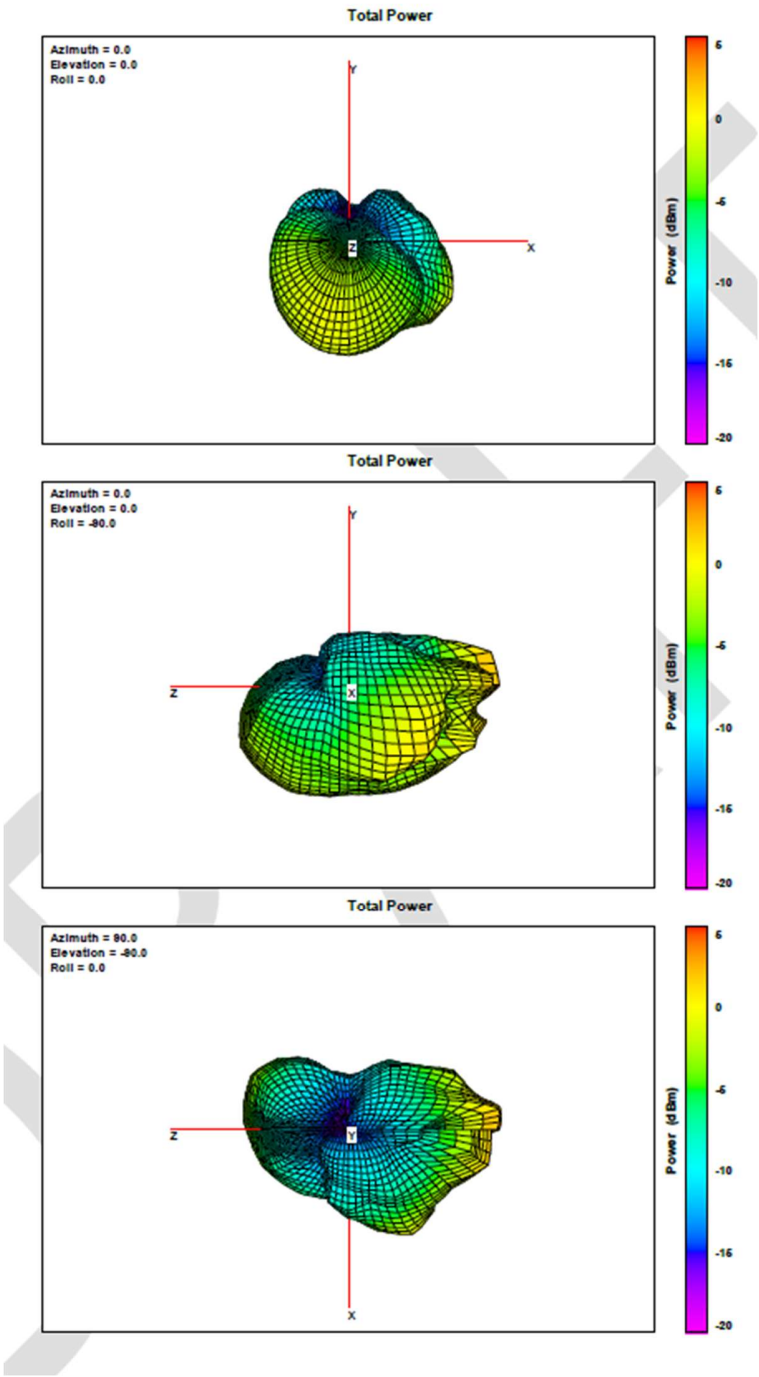 Total Power
Azimuth = 0.0
Elevation = 0.0
Roll = 0.0
Y
Z
X
Power (dBm)
5
0
-5
-10
-15
-20
Total Power
Azimuth = 0.0
Elevation = 0.0
Roll = -90.0
Y
Z
X
Power (dBm)
5
0
-5
-10
-15
-20
Total Power
Azimuth = 90.0
Elevation = -90.0
Roll = 0.0
Z
Y
X
Power (dBm)
5
0
-5
-10
-15
-20